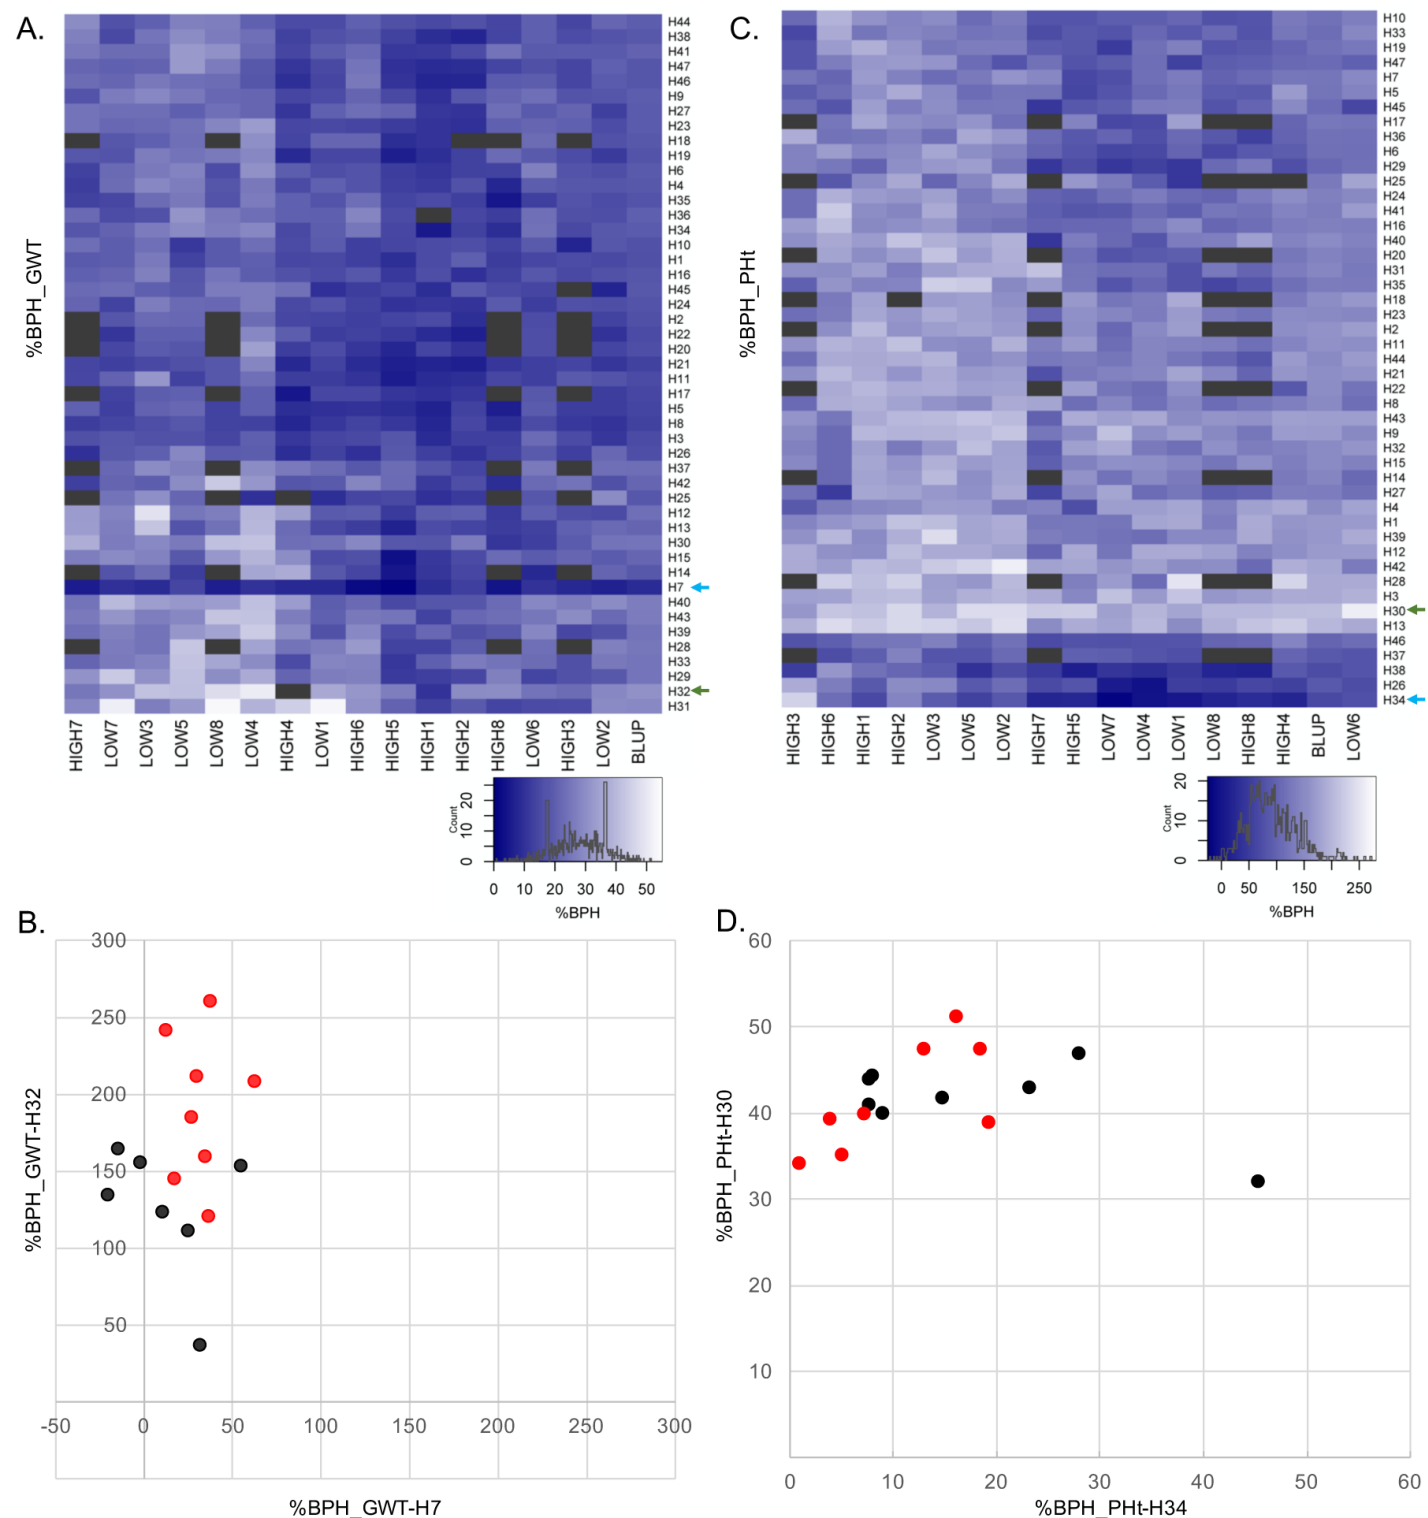 A.
%BPH_GWT
H44
H38
H41
H47
H46
H9
H27
H23
H18
H19
H6
H4
H35
H36
H34
H10
H1
H16
H45
H24
H2
H22
H20
H21
H11
H17
H5
H8
H3
H26
H37
H42
H25
H12
H13
H30
H15
H14
H7
H40
H43
H39
H28
H33
H29
H32
H31
HIGH7 LOW7 LOW3 LOW5 LOW8 LOW4 HIGH4 LOW1 HIGH6 HIGH5 HIGH1 HIGH2 HIGH8 LOW6 HIGH3 LOW2 BLUP
Count
20
10
0
0 10 20 30 40 50
%BPH
C.
%BPH_PHt
H10
H33
H19
H47
H7
H5
H45
H17
H36
H6
H29
H25
H24
H41
H16
H40
H20
H31
H35
H18
H23
H2
H11
H44
H21
H22
H8
H43
H9
H32
H15
H14
H27
H4
H1
H39
H12
H42
H28
H3
H30
H13
H46
H37
H38
H26
H34
HIGH3 HIGH6 HIGH1 HIGH2 LOW3 LOW5 LOW2 HIGH7 HIGH5 LOW7 LOW4 LOW1 LOW8 HIGH8 HIGH4 BLUP LOW6
Count
20
10
0
0 50 150 250
%BPH
B.
%BPH_GWT-H32
300
250
200
150
100
50
-50 0 50 100 150 200 250 300
%BPH_GWT-H7
D.
%BPH_PHt-H30
60
50
40
30
20
10
0 10 20 30 40 50 60
%BPH_PHt-H34